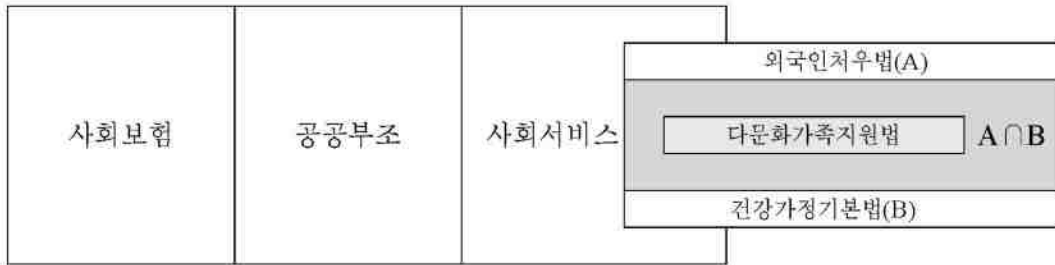 사회보험
공공부조
사회서비스
외국인처우법(A)
다문화가족지원법
A∩B
건강가정기본법(B)